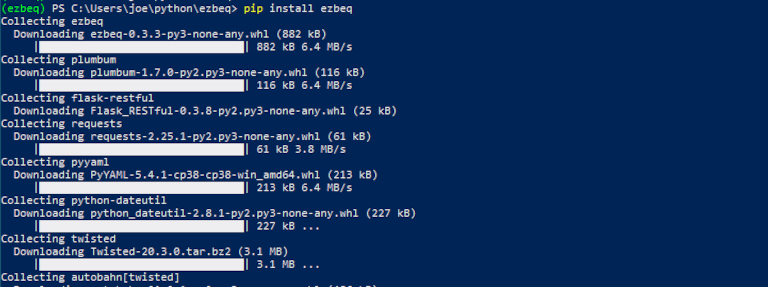 (ezbeq) PS C:\Users\joe\python\ezbeq> pip install ezbeq
Collecting ezbeq
Downloading ezbeq-0.3.3-py3-none-any.whl (882 kB)
| | 882 kB 6.4 MB/s
Collecting plumbum
Downloading plumbum-1.7.0-py2.py3-none-any.whl (116 kB)
| | 116 kB 6.4 MB/s
Collecting flask-restful
Downloading Flask_RESTful-0.3.8-py2.py3-none-any.whl (25 kB)
Collecting requests
Downloading requests-2.25.1-py2.py3-none-any.whl (61 kB)
| | 61 kB 3.8 MB/s
Collecting pyyaml
Downloading PyYAML-5.4.1-cp38-cp38-win_amd64.whl (213 kB)
| | 213 kB 6.4 MB/s
Collecting python-dateutil
Downloading python_dateutil-2.8.1-py2.py3-none-any.whl (227 kB)
| | 227 kB ...
Collecting twisted
Downloading Twisted-20.3.0.tar.bz2 (3.1 MB)
| | 3.1 MB ...
Collecting autobahn[twisted]